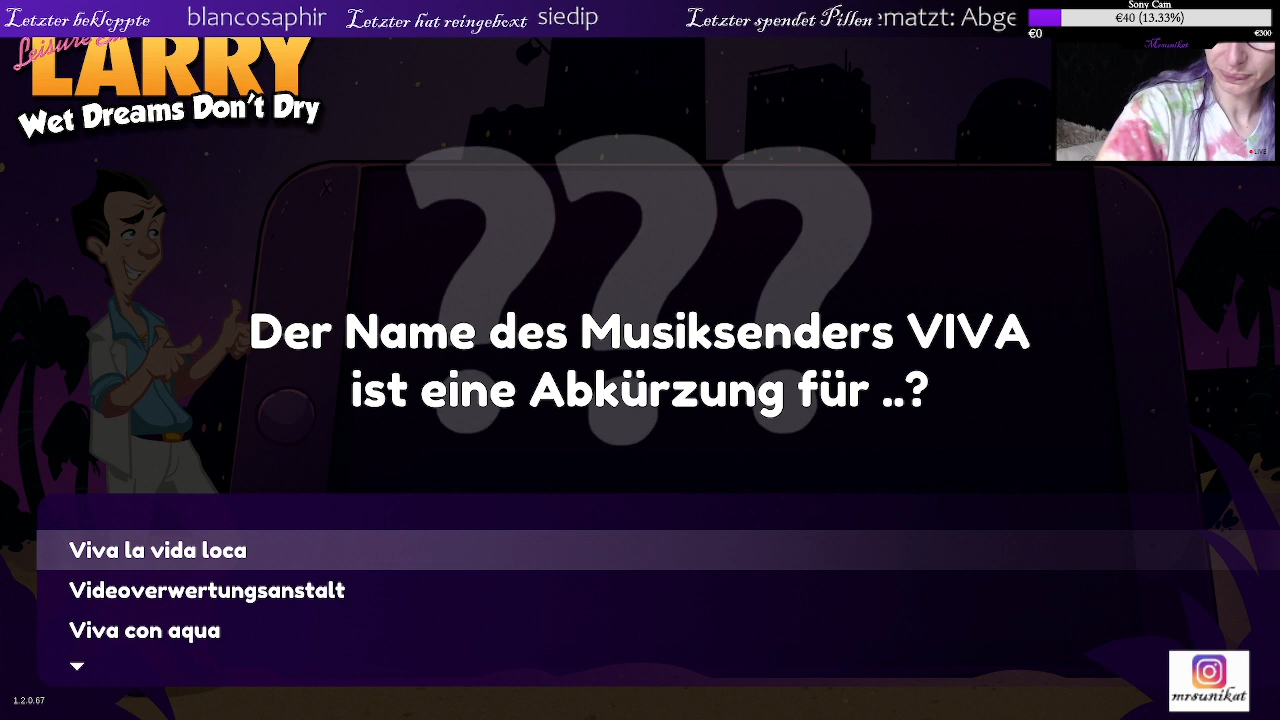 Letzter bekloppte blancosaphir Letzter hat reingeboxt siedip Letzter spendet Pillen ematzt: Abge
Sony Cam
€40 (13.33%)
€0
€300
Mrsunikat
Leisure Suit
LARRY
Wet Dreams Don't Dry
LIVE
???
Der Name des Musiksenders VIVA
ist eine Abkürzung für ..?
Viva la vida loca
Videoverwertungsanstalt
Viva con aqua
1.2.0.67
mrsunikat